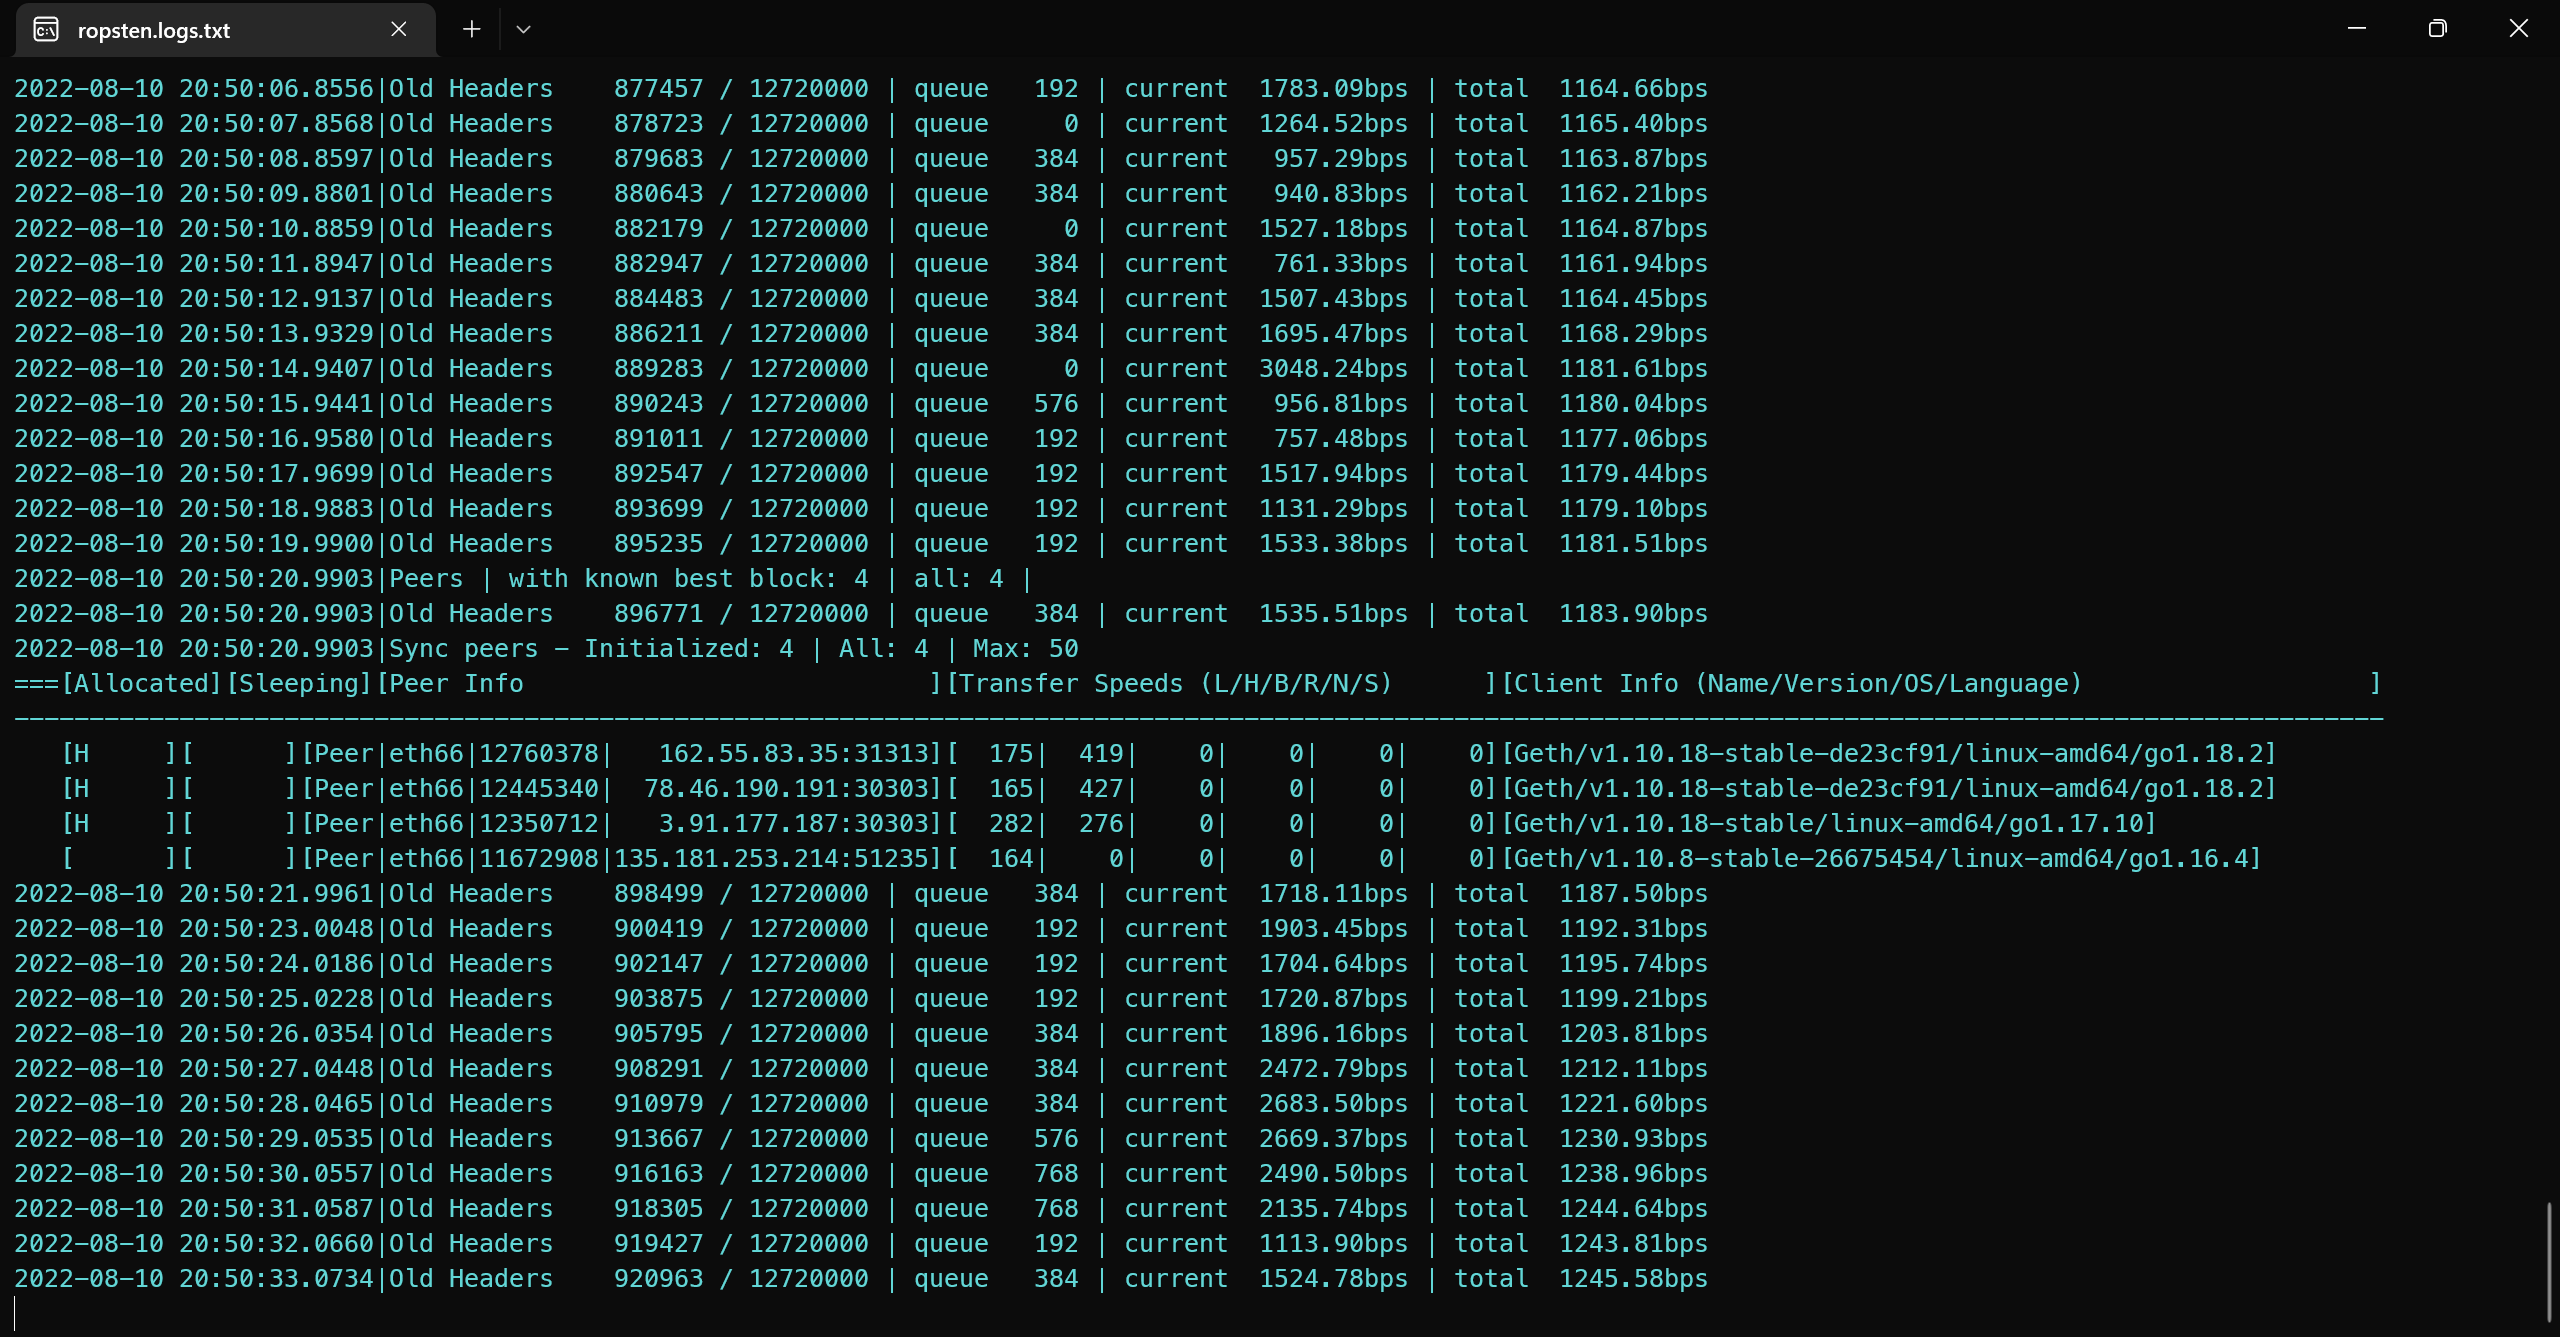 ropsten.logs.txt
2022-08-10 20:50:06.8556|Old Headers    877457 / 12720000 | queue   192 | current  1783.09bps | total  1164.66bps
2022-08-10 20:50:07.8568|Old Headers    878723 / 12720000 | queue     0 | current  1264.52bps | total  1165.40bps
2022-08-10 20:50:08.8597|Old Headers    879683 / 12720000 | queue   384 | current   957.29bps | total  1163.87bps
2022-08-10 20:50:09.8801|Old Headers    880643 / 12720000 | queue   384 | current   940.83bps | total  1162.21bps
2022-08-10 20:50:10.8859|Old Headers    882179 / 12720000 | queue     0 | current  1527.18bps | total  1164.87bps
2022-08-10 20:50:11.8947|Old Headers    882947 / 12720000 | queue   384 | current   761.33bps | total  1161.94bps
2022-08-10 20:50:12.9137|Old Headers    884483 / 12720000 | queue   384 | current  1507.43bps | total  1164.45bps
2022-08-10 20:50:13.9329|Old Headers    886211 / 12720000 | queue   384 | current  1695.47bps | total  1168.29bps
2022-08-10 20:50:14.9407|Old Headers    889283 / 12720000 | queue     0 | current  3048.24bps | total  1181.61bps
2022-08-10 20:50:15.9441|Old Headers    890243 / 12720000 | queue   576 | current   956.81bps | total  1180.04bps
2022-08-10 20:50:16.9580|Old Headers    891011 / 12720000 | queue   192 | current   757.48bps | total  1177.06bps
2022-08-10 20:50:17.9699|Old Headers    892547 / 12720000 | queue   192 | current  1517.94bps | total  1179.44bps
2022-08-10 20:50:18.9883|Old Headers    893699 / 12720000 | queue   192 | current  1131.29bps | total  1179.10bps
2022-08-10 20:50:19.9900|Old Headers    895235 / 12720000 | queue   192 | current  1533.38bps | total  1181.51bps
2022-08-10 20:50:20.9903|Peers | with known best block: 4 | all: 4 |
2022-08-10 20:50:20.9903|Old Headers    896771 / 12720000 | queue   384 | current  1535.51bps | total  1183.90bps
2022-08-10 20:50:20.9903|Sync peers - Initialized: 4 | All: 4 | Max: 50
===[Allocated][Sleeping][Peer Info                           ][Transfer Speeds (L/H/B/R/N/S)      ][Client Info (Name/Version/OS/Language)                   ]
--------------------------------------------------------------------------------------------------------------------------------------------------------------
   [H     ][      ][Peer|eth66|12760378|   162.55.83.35:31313][  175|  419|    0|    0|    0|    0][Geth/v1.10.18-stable-de23cf91/linux-amd64/go1.18.2]
   [H     ][      ][Peer|eth66|12445340|  78.46.190.191:30303][  165|  427|    0|    0|    0|    0][Geth/v1.10.18-stable-de23cf91/linux-amd64/go1.18.2]
   [H     ][      ][Peer|eth66|12350712|   3.91.177.187:30303][  282|  276|    0|    0|    0|    0][Geth/v1.10.18-stable/linux-amd64/go1.17.10]
   [      ][      ][Peer|eth66|11672908|135.181.253.214:51235][  164|    0|    0|    0|    0|    0][Geth/v1.10.8-stable-26675454/linux-amd64/go1.16.4]
2022-08-10 20:50:21.9961|Old Headers    898499 / 12720000 | queue   384 | current  1718.11bps | total  1187.50bps
2022-08-10 20:50:23.0048|Old Headers    900419 / 12720000 | queue   192 | current  1903.45bps | total  1192.31bps
2022-08-10 20:50:24.0186|Old Headers    902147 / 12720000 | queue   192 | current  1704.64bps | total  1195.74bps
2022-08-10 20:50:25.0228|Old Headers    903875 / 12720000 | queue   192 | current  1720.87bps | total  1199.21bps
2022-08-10 20:50:26.0354|Old Headers    905795 / 12720000 | queue   384 | current  1896.16bps | total  1203.81bps
2022-08-10 20:50:27.0448|Old Headers    908291 / 12720000 | queue   384 | current  2472.79bps | total  1212.11bps
2022-08-10 20:50:28.0465|Old Headers    910979 / 12720000 | queue   384 | current  2683.50bps | total  1221.60bps
2022-08-10 20:50:29.0535|Old Headers    913667 / 12720000 | queue   576 | current  2669.37bps | total  1230.93bps
2022-08-10 20:50:30.0557|Old Headers    916163 / 12720000 | queue   768 | current  2490.50bps | total  1238.96bps
2022-08-10 20:50:31.0587|Old Headers    918305 / 12720000 | queue   768 | current  2135.74bps | total  1244.64bps
2022-08-10 20:50:32.0660|Old Headers    919427 / 12720000 | queue   192 | current  1113.90bps | total  1243.81bps
2022-08-10 20:50:33.0734|Old Headers    920963 / 12720000 | queue   384 | current  1524.78bps | total  1245.58bps